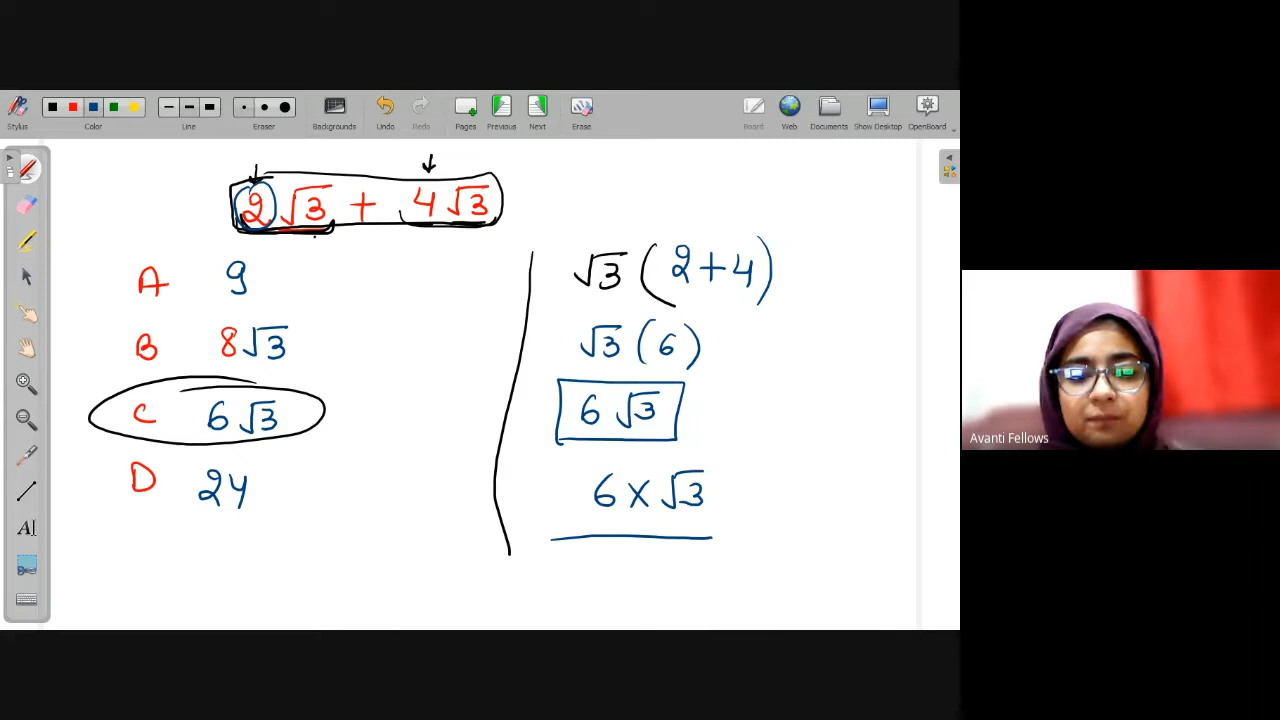 Stylus
Color
Line
Eraser
Backgrounds
Undo
Redo
Pages
Previous
Next
Erase
Board
Web
Documents
Show Desktop
OpenBoard
2√3 + 4√3
A 9
B 8√3
C 6√3
D 24
√3 (2+4)
√3 (6)
6√3
6 × √3
AI
Avanti Fellows